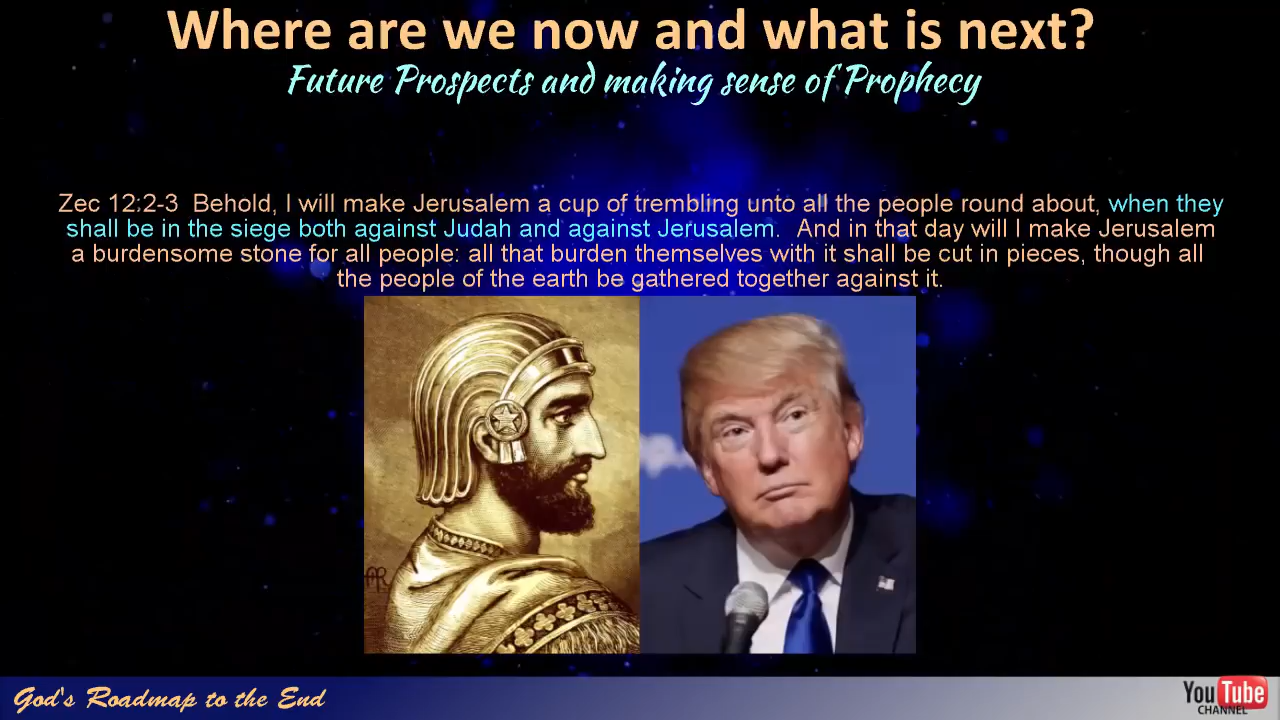 Where are we now and what is next?
Future Prospects and making sense of Prophecy
Zec 12:2-3  Behold, I will make Jerusalem a cup of trembling unto all the people round about, when they
shall be in the siege both against Judah and against Jerusalem.  And in that day will I make Jerusalem
a burdensome stone for all people: all that burden themselves with it shall be cut in pieces, though all
the people of the earth be gathered together against it.
God's Roadmap to the End
YouTube
CHANNEL